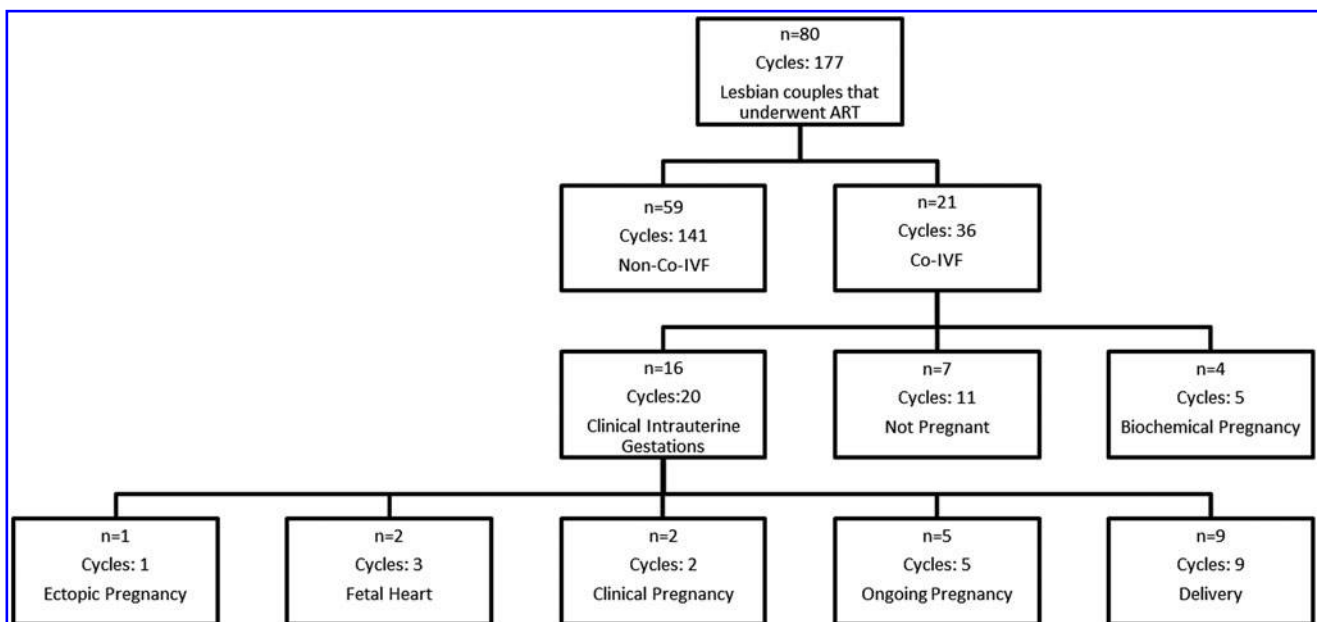 n=80
Cycles: 177
Lesbian couples that
underwent ART
n=59
Cycles: 141
Non-Co-IVF
n=21
Cycles: 36
Co-IVF
n=16
Cycles:20
Clinical Intrauterine
Gestations
n=7
Cycles: 11
Not Pregnant
n=4
Cycles: 5
Biochemical Pregnancy
n=1
Cycles: 1
Ectopic Pregnancy
n=2
Cycles: 3
Fetal Heart
n=2
Cycles: 2
Clinical Pregnancy
n=5
Cycles: 5
Ongoing Pregnancy
n=9
Cycles: 9
Delivery